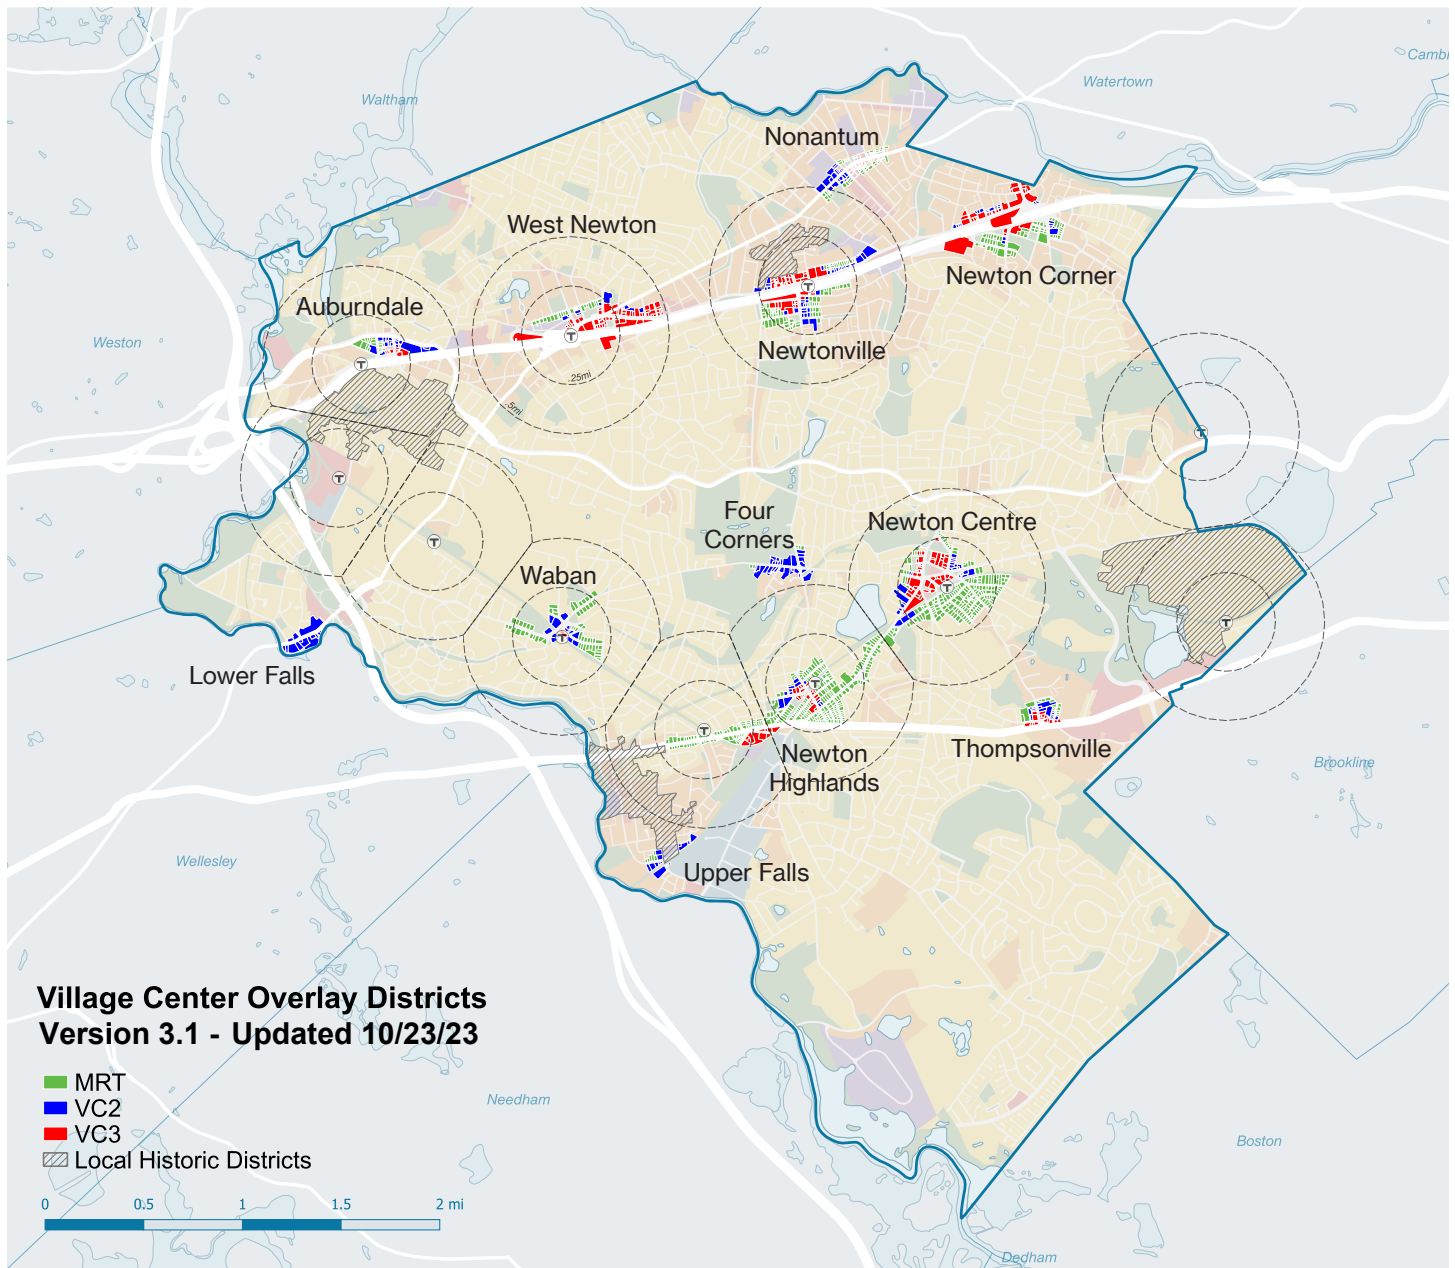 Cambri
Watertown
Waltham
Nonantum
West Newton
Newton Corner
Auburndale
Weston
Newtonville
.25mi
.5mi
Four
Corners
Newton Centre
Waban
Lower Falls
Newton
Highlands
Thompsonville
Brookline
Wellesley
Upper Falls
Village Center Overlay Districts
Version 3.1 - Updated 10/23/23
MRT
VC2
VC3
Local Historic Districts
Needham
Boston
0 0.5 1 1.5 2 mi
Dedham
T
T
T
T
T
T
T
T
T
T
T